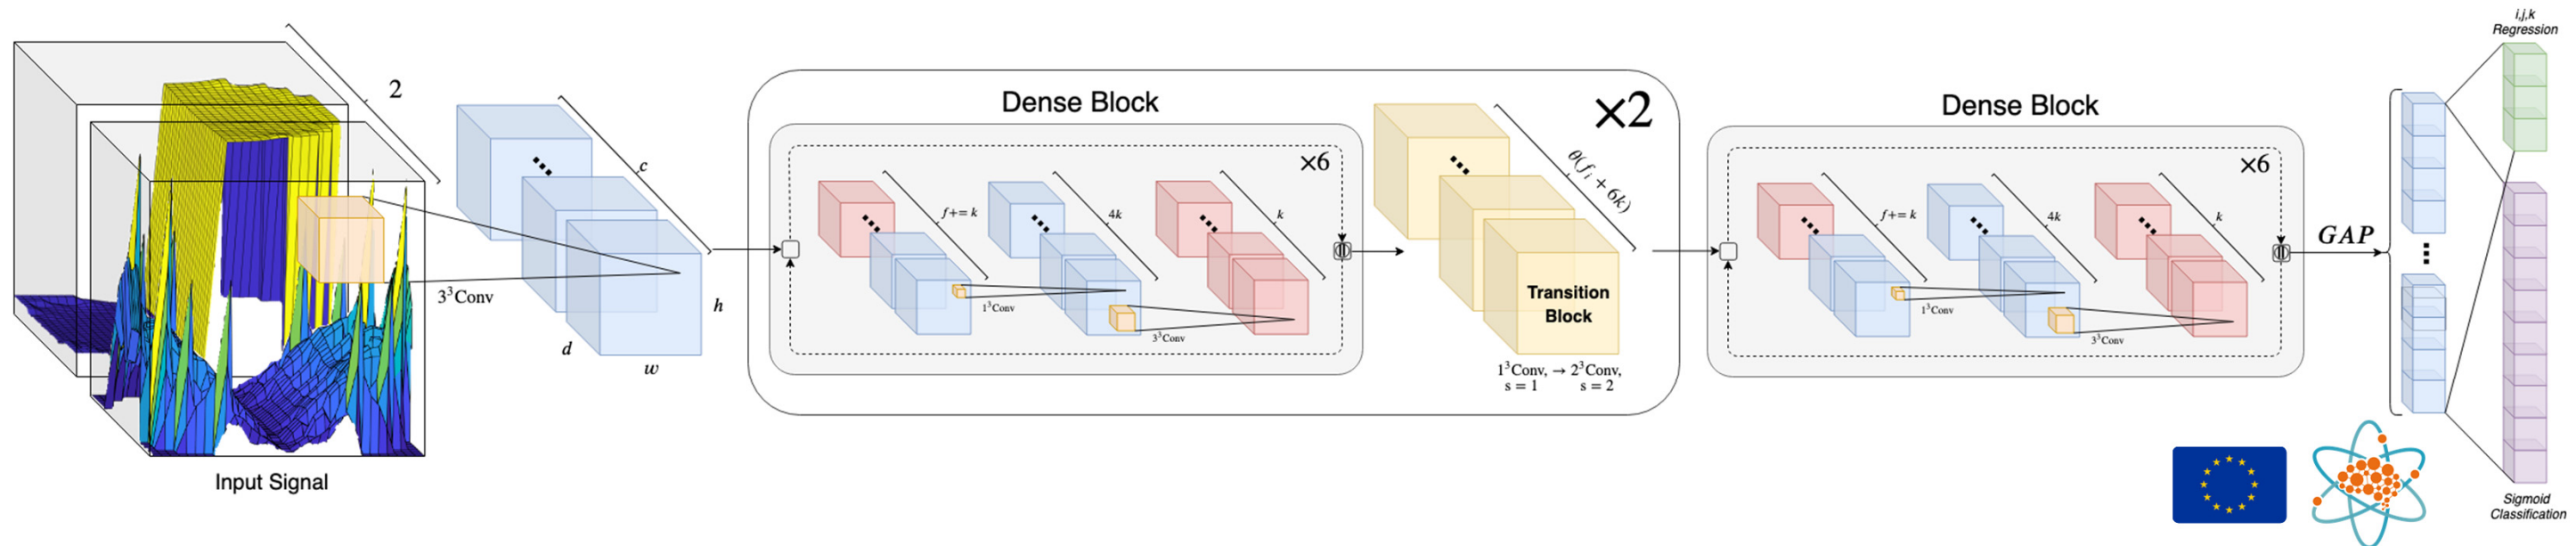 2
Input Signal
3³Conv
c
h
d
w
Dense Block
×6
f+= k
4k
k
1³Conv
3³Conv
×2
θ(fᵢ + 6k)
Transition
Block
1³Conv, → 2³Conv,
s = 1 s = 2
Dense Block
×6
f+= k
4k
k
1³Conv
3³Conv
GAP
i,j,k
Regression
Sigmoid
Classification